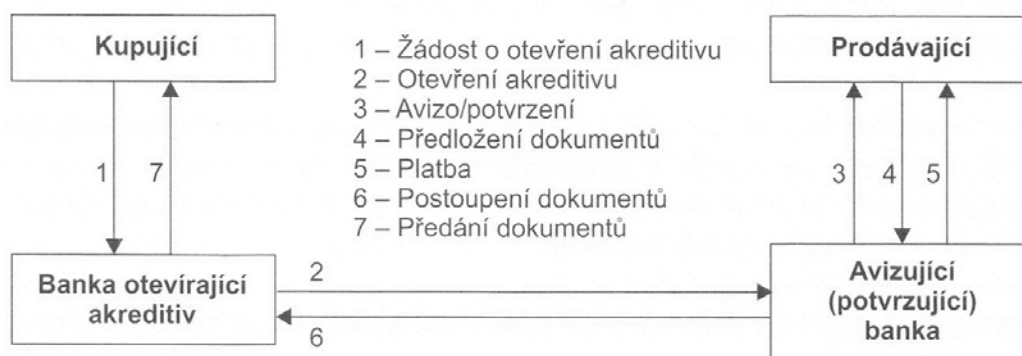 Kupující
1 – Žádost o otevření akreditivu
2 – Otevření akreditivu
3 – Avizo/potvrzení
4 – Předložení dokumentů
5 – Platba
6 – Postoupení dokumentů
7 – Předání dokumentů
Prodávající
1
7
3
4
5
Banka otevírající
akreditiv
2
6
Avizující
(potvrzující)
banka